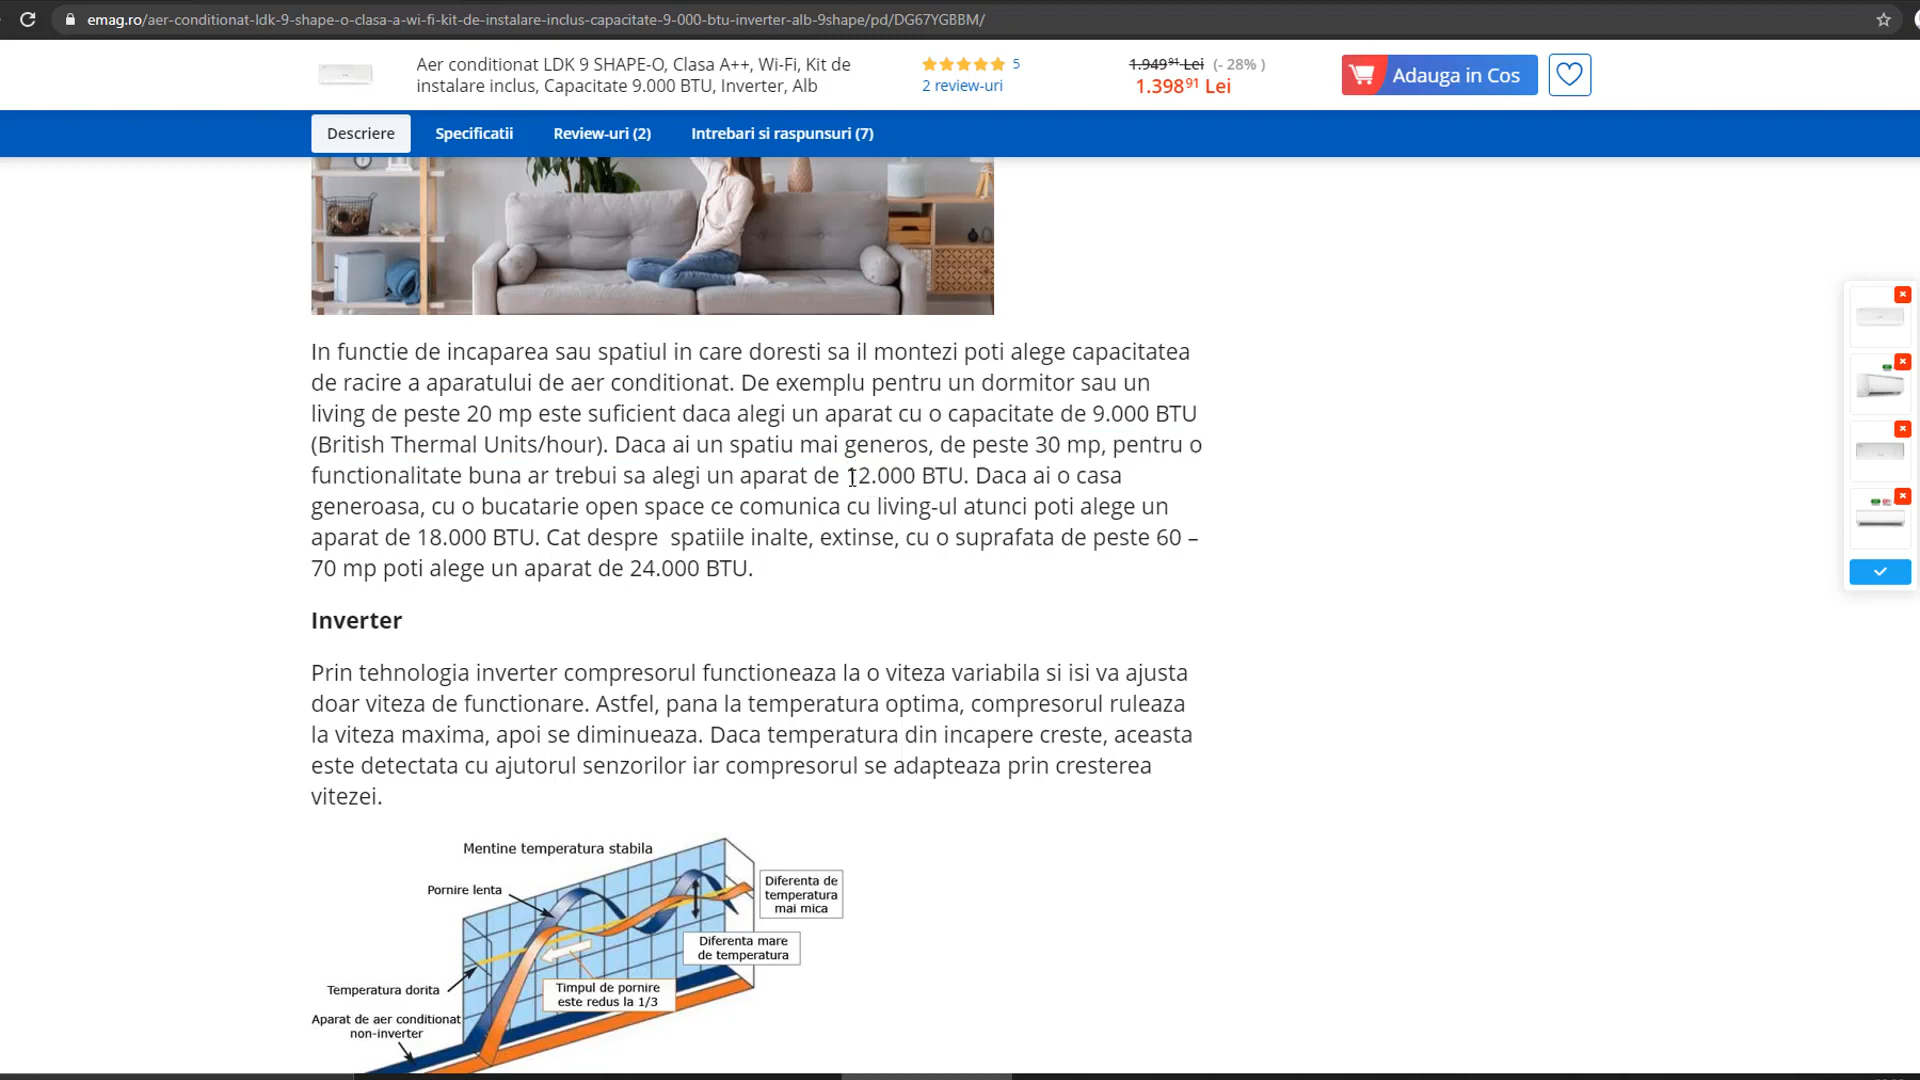 emag.ro/aer-conditionat-ldk-9-shape-o-clasa-a-wi-fi-kit-de-instalare-inclus-capacitate-9-000-btu-inverter-alb-9shape/pd/DG67YGBBM/
Aer conditionat LDK 9 SHAPE-O, Clasa A++, Wi-Fi, Kit de
instalare inclus, Capacitate 9.000 BTU, Inverter, Alb
5
2 review-uri
1.949⁹¹ Lei (- 28% )
1.398⁹¹ Lei
Adauga in Cos
Descriere Specificatii Review-uri (2) Intrebari si raspunsuri (7)
In functie de incaparea sau spatiul in care doresti sa il montezi poti alege capacitatea
de racire a aparatului de aer conditionat. De exemplu pentru un dormitor sau un
living de peste 20 mp este suficient daca alegi un aparat cu o capacitate de 9.000 BTU
(British Thermal Units/hour). Daca ai un spatiu mai generos, de peste 30 mp, pentru o
functionalitate buna ar trebui sa alegi un aparat de 12.000 BTU. Daca ai o casa
generoasa, cu o bucatarie open space ce comunica cu living-ul atunci poti alege un
aparat de 18.000 BTU. Cat despre  spatiile inalte, extinse, cu o suprafata de peste 60 –
70 mp poti alege un aparat de 24.000 BTU.
Inverter
Prin tehnologia inverter compresorul functioneaza la o viteza variabila si isi va ajusta
doar viteza de functionare. Astfel, pana la temperatura optima, compresorul ruleaza
la viteza maxima, apoi se diminueaza. Daca temperatura din incapere creste, aceasta
este detectata cu ajutorul senzorilor iar compresorul se adapteaza prin cresterea
vitezei.
Mentine temperatura stabila
Pornire lenta
Diferenta de
temperatura
mai mica
Diferenta mare
de temperatura
Temperatura dorita
Timpul de pornire
este redus la 1/3
Aparat de aer conditionat
non-inverter